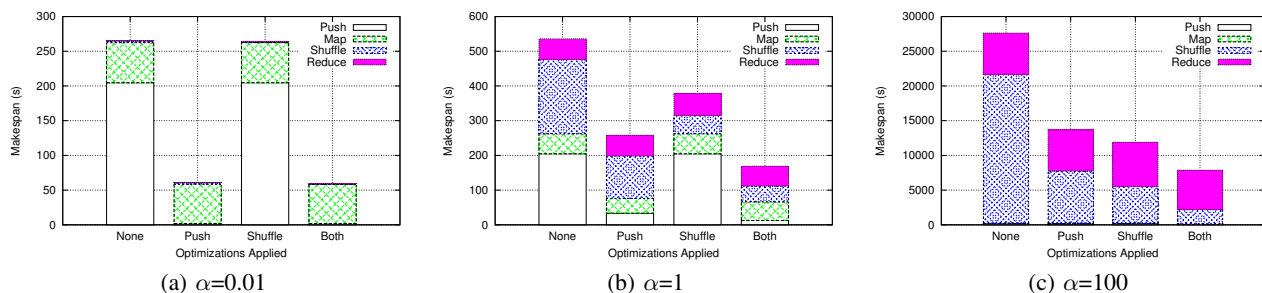 300
250
200
150
100
50
0
Makespan (s)
None Push Shuffle Both
Optimizations Applied
Push
Map
Shuffle
Reduce
(a) α=0.01
600
500
400
300
200
100
0
Makespan (s)
None Push Shuffle Both
Optimizations Applied
Push
Map
Shuffle
Reduce
(b) α=1
30000
25000
20000
15000
10000
5000
0
Makespan (s)
None Push Shuffle Both
Optimizations Applied
Push
Map
Shuffle
Reduce
(c) α=100